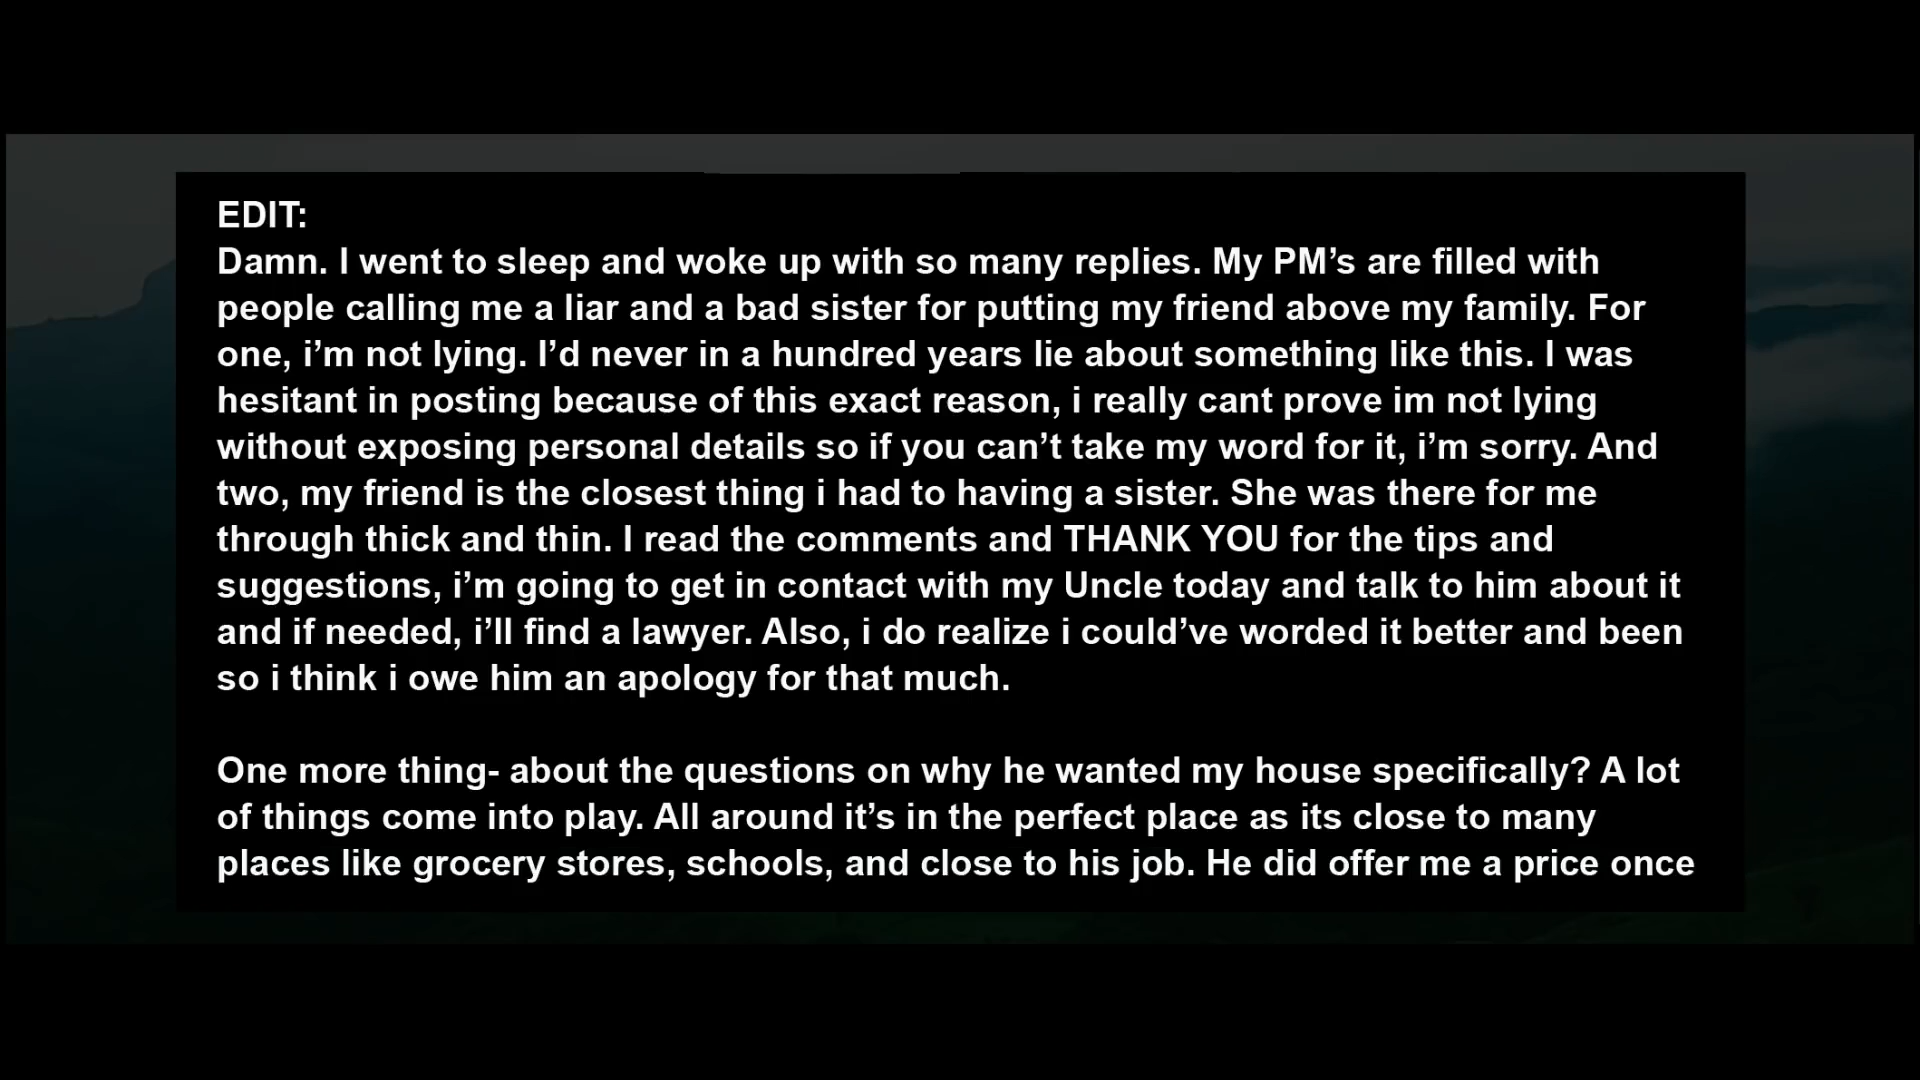 EDIT:
Damn. I went to sleep and woke up with so many replies. My PM’s are filled with
people calling me a liar and a bad sister for putting my friend above my family. For
one, i’m not lying. I’d never in a hundred years lie about something like this. I was
hesitant in posting because of this exact reason, i really cant prove im not lying
without exposing personal details so if you can’t take my word for it, i’m sorry. And
two, my friend is the closest thing i had to having a sister. She was there for me
through thick and thin. I read the comments and THANK YOU for the tips and
suggestions, i’m going to get in contact with my Uncle today and talk to him about it
and if needed, i’ll find a lawyer. Also, i do realize i could’ve worded it better and been
so i think i owe him an apology for that much.
One more thing- about the questions on why he wanted my house specifically? A lot
of things come into play. All around it’s in the perfect place as its close to many
places like grocery stores, schools, and close to his job. He did offer me a price once